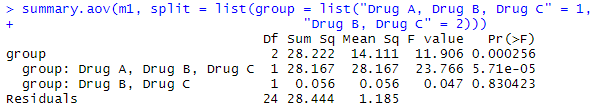 > summary.aov(m1, split = list(group = list("Drug A, Drug B, Drug C" = 1,
+                                           "Drug B, Drug C" = 2)))
                                Df Sum Sq Mean Sq F value   Pr(>F)
group                            2 28.222  14.111  11.906 0.000256
  group: Drug A, Drug B, Drug C  1 28.167  28.167  23.766 5.71e-05
  group: Drug B, Drug C          1  0.056   0.056   0.047 0.830423
Residuals                       24 28.444   1.185